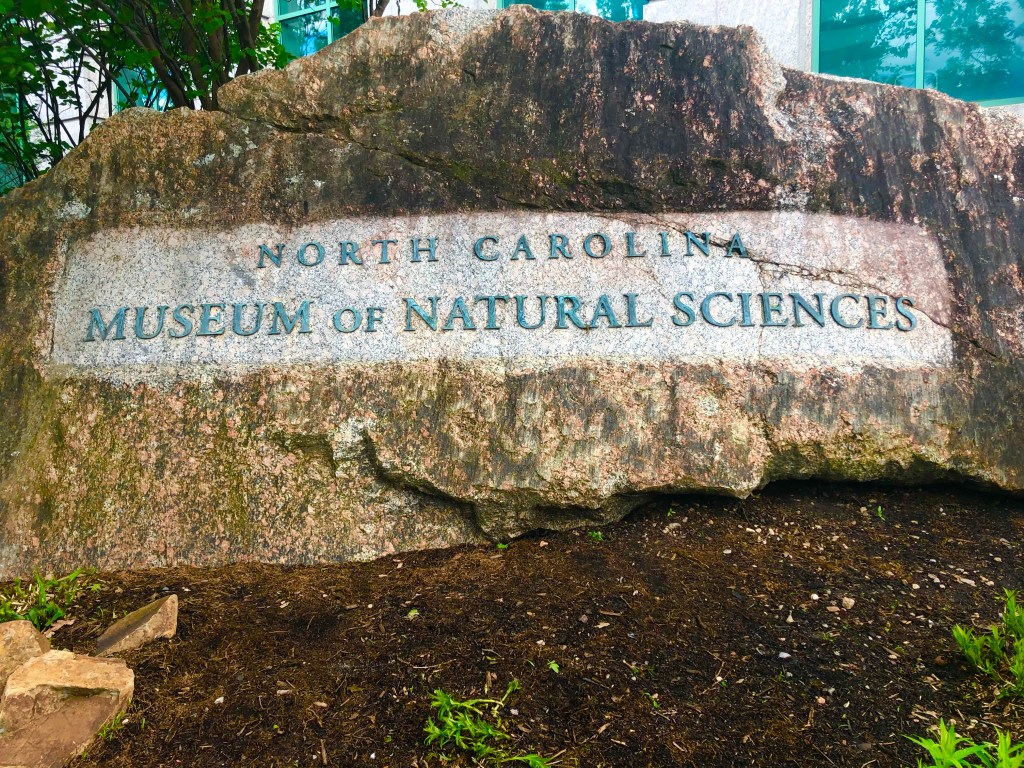 NORTH CAROLINA
MUSEUM OF NATURAL SCIENCES